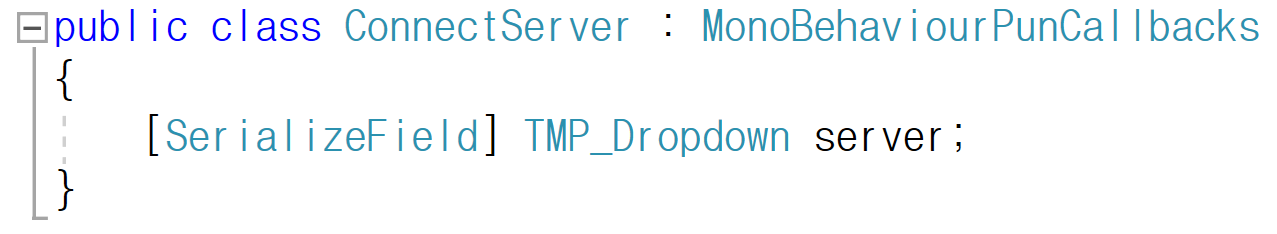 public class ConnectServer : MonoBehaviourPunCallbacks
{
[SerializeField] TMP_Dropdown server;
}